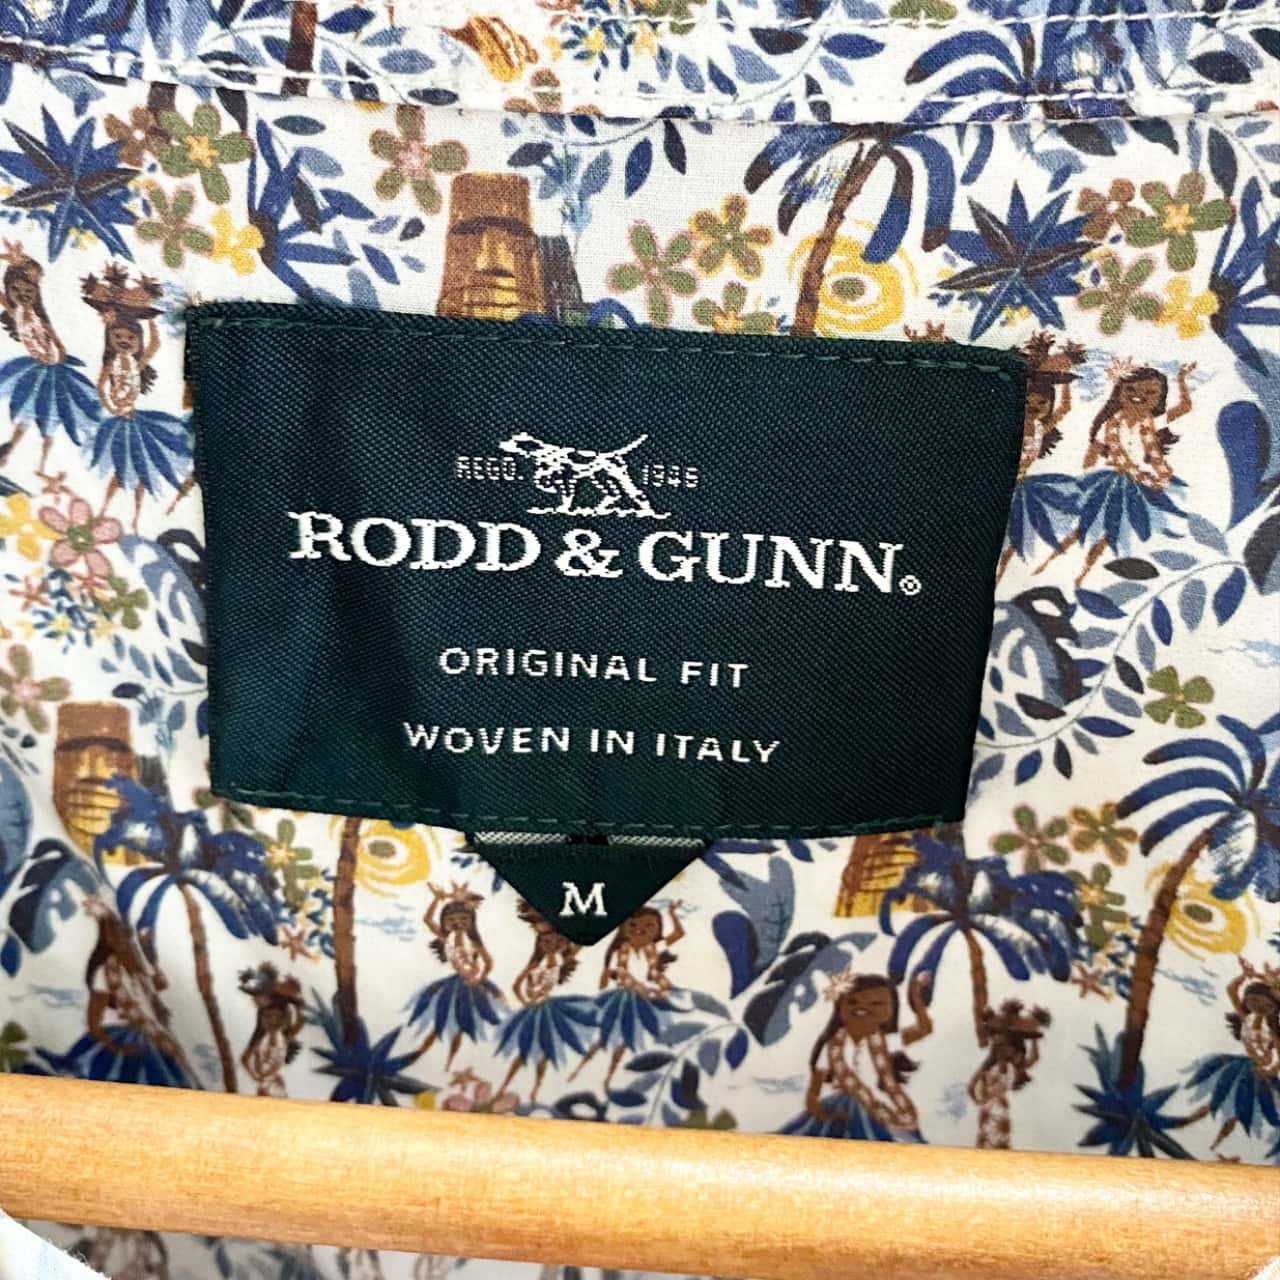 REGD. 1946
RODD & GUNN®
ORIGINAL FIT
WOVEN IN ITALY
M